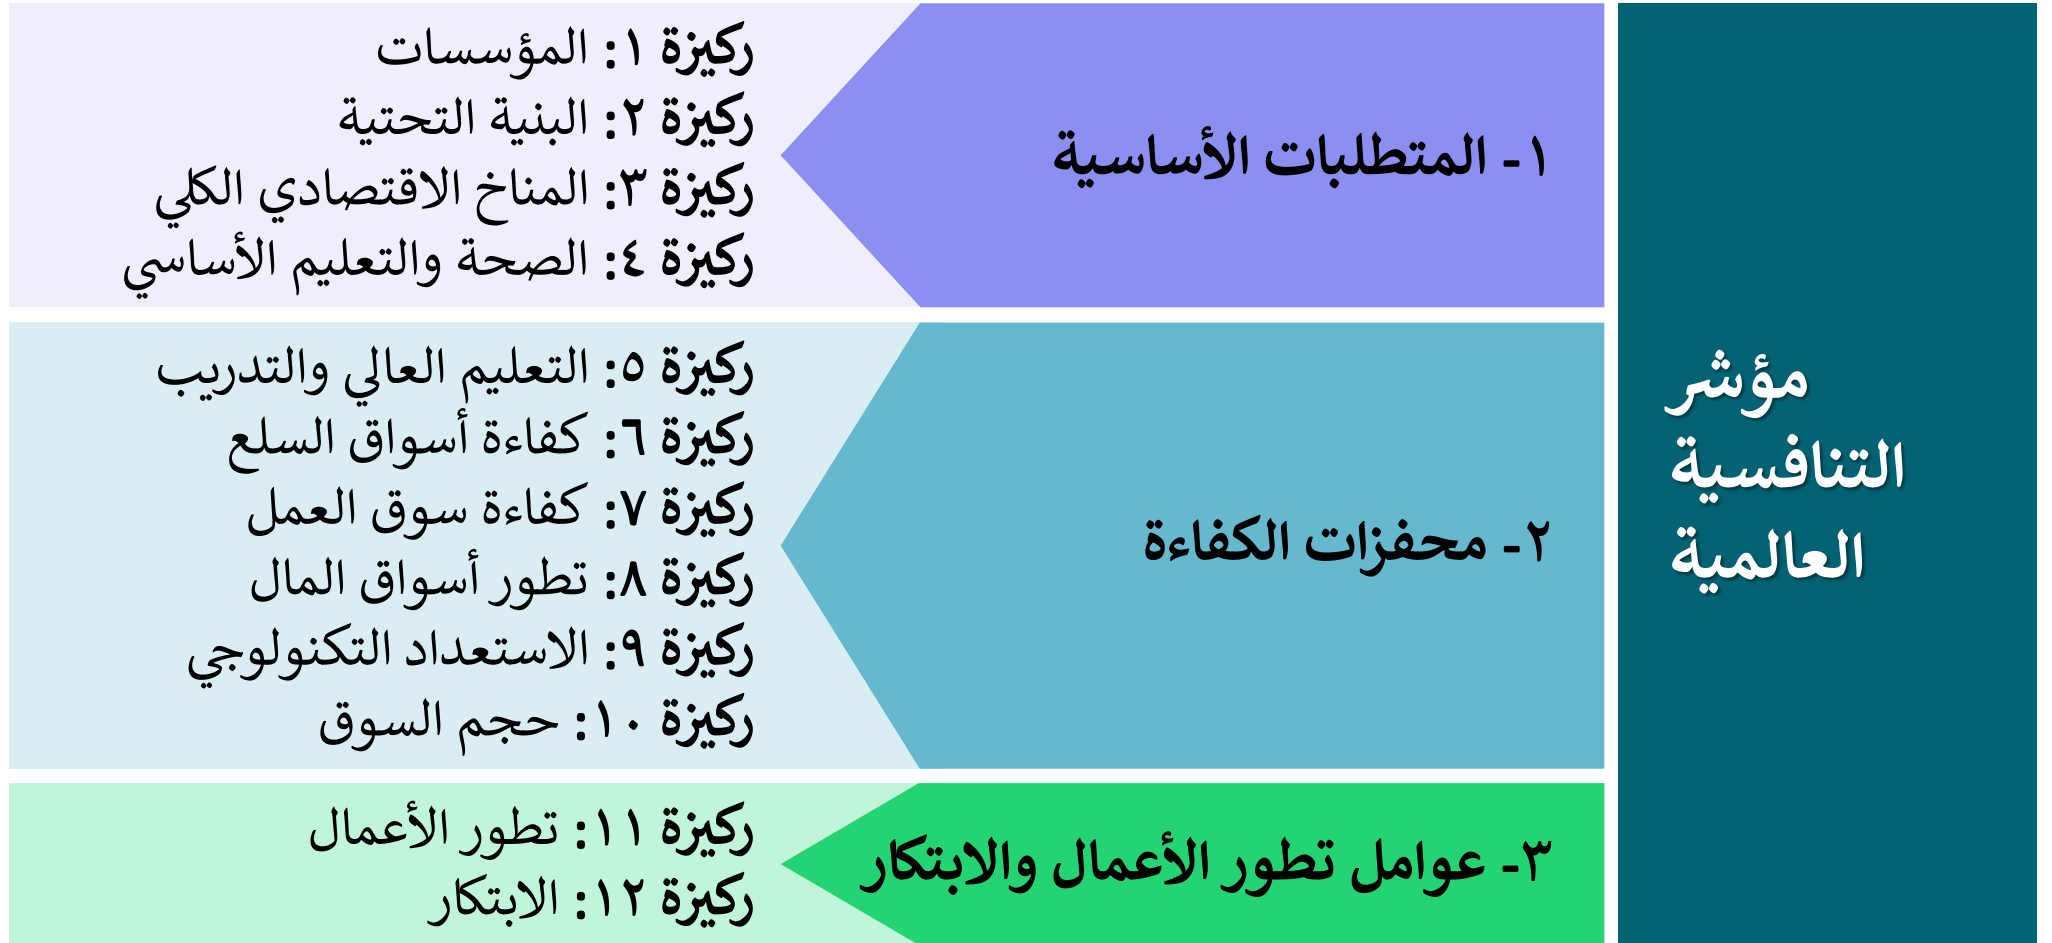 مؤشر
التنافسية
العالمية
١- المتطلبات الأساسية
ركيزة ١: المؤسسات
ركيزة ٢: البنية التحتية
ركيزة ٣: المناخ الاقتصادي الكلي
ركيزة ٤: الصحة والتعليم الأساسي
٢- محفزات الكفاءة
ركيزة ٥: التعليم العالي والتدريب
ركيزة ٦: كفاءة أسواق السلع
ركيزة ٧: كفاءة سوق العمل
ركيزة ٨: تطور أسواق المال
ركيزة ٩: الاستعداد التكنولوجي
ركيزة ١٠: حجم السوق
٣- عوامل تطور الأعمال والابتكار
ركيزة ١١: تطور الأعمال
ركيزة ١٢: الابتكار